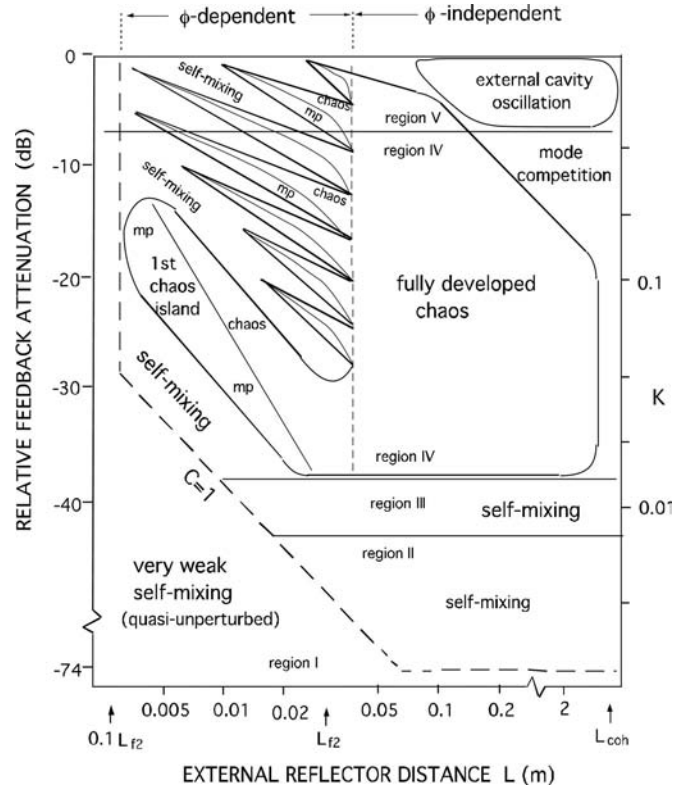 ϕ-dependent
ϕ-independent
0
-10
-20
-30
-40
-74
RELATIVE FEEDBACK ATTENUATION (dB)
self-mixing
chaos
mp
external cavity
oscillation
region V
region IV
mode
competition
self-mixing
mp
chaos
mp
1st
chaos
island
chaos
mp
fully developed
chaos
0.1
K
0.01
self-mixing
C=1
region IV
region III
self-mixing
region II
very weak
self-mixing
(quasi-unperturbed)
self-mixing
region I
0.005
0.01
0.02
0.05
0.1
0.2
2
0.1 Lf2
Lf2
Lcoh
EXTERNAL REFLECTOR DISTANCE L (m)